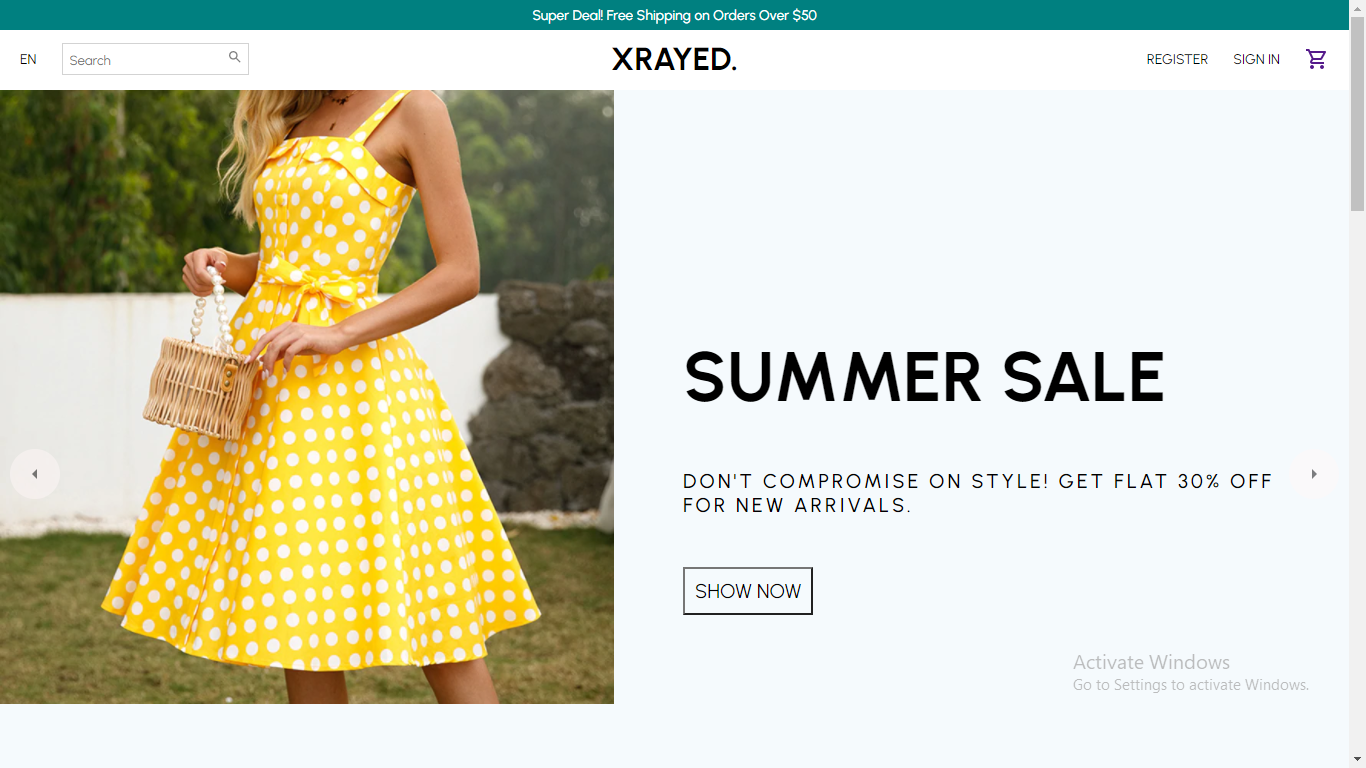 Super Deal! Free Shipping on Orders Over $50
EN
Search
XRAYED.
REGISTER
SIGN IN
SUMMER SALE
DON'T COMPROMISE ON STYLE! GET FLAT 30% OFF
FOR NEW ARRIVALS.
SHOW NOW
Activate Windows
Go to Settings to activate Windows.